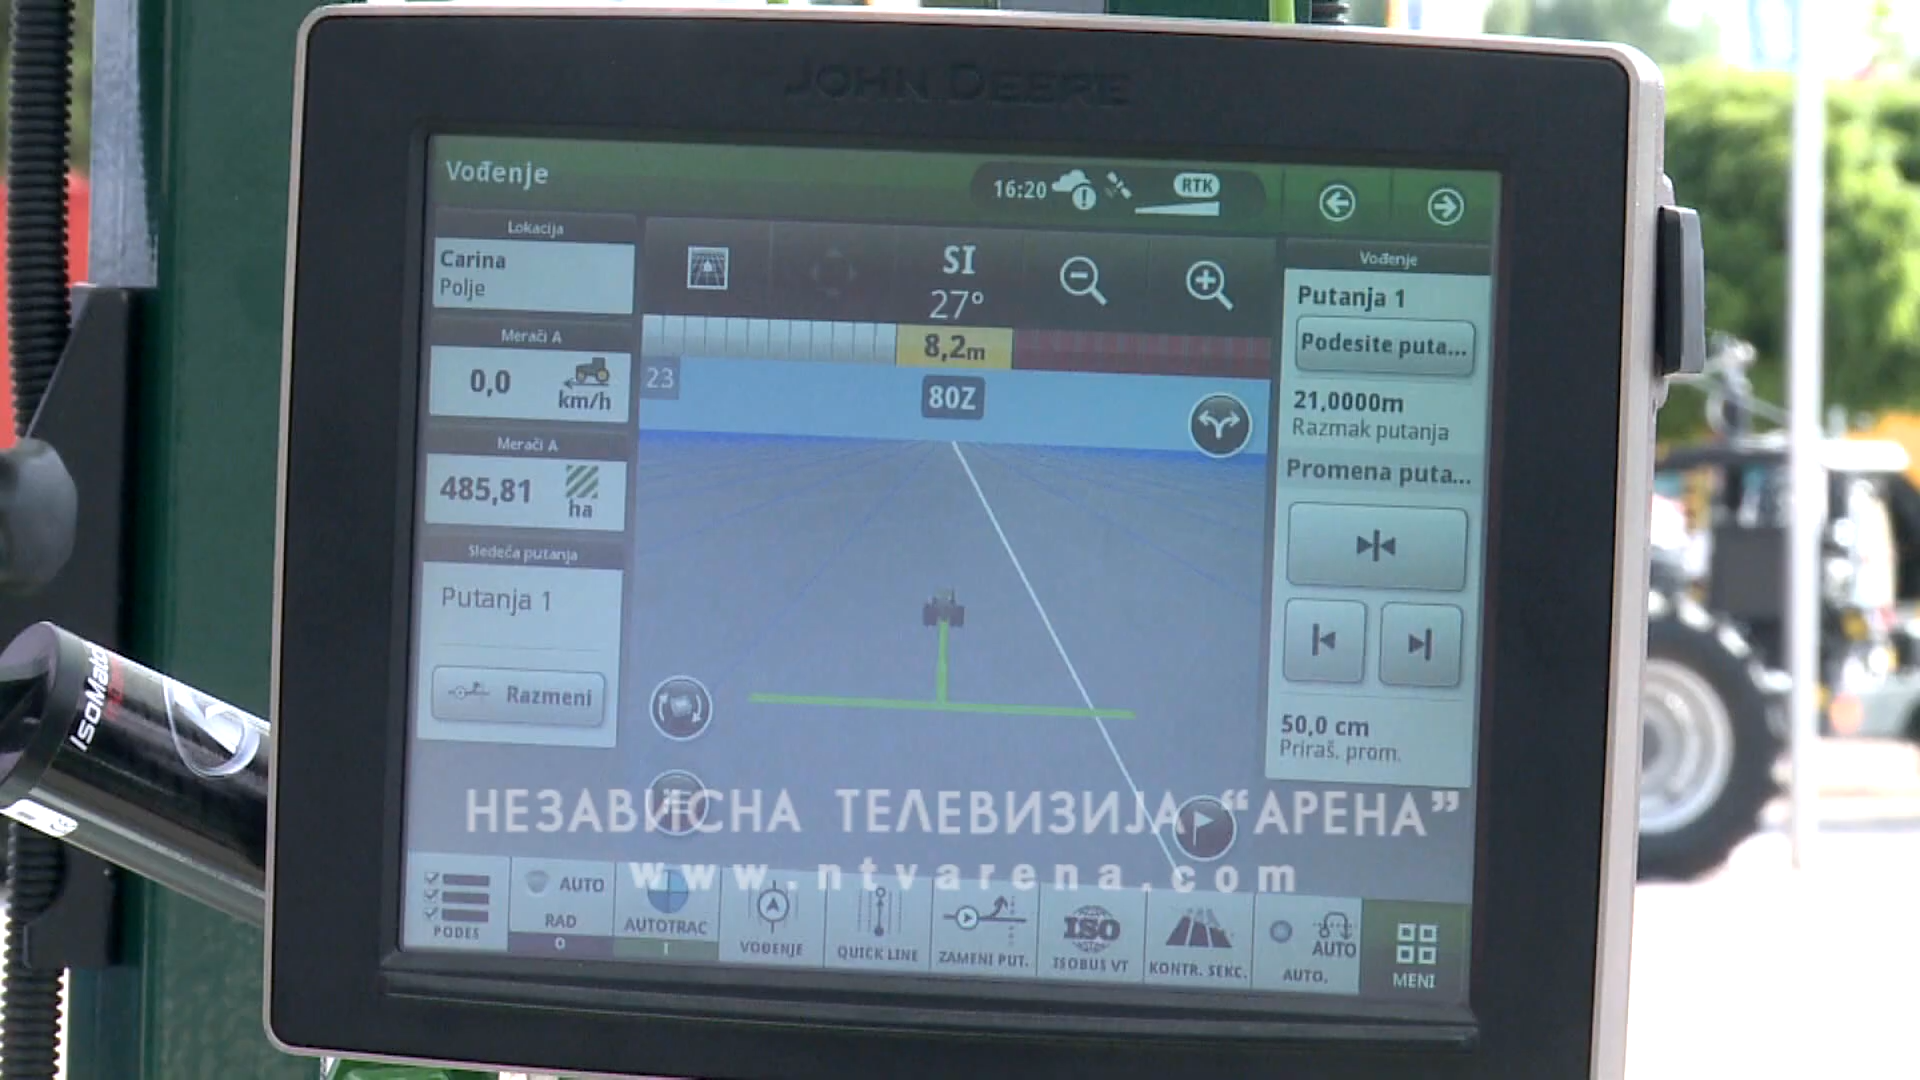 JOHN DEERE
Vođenje
16:20
RTK
Lokacija
Carina
Polje
SI
27°
Vođenje
Putanja 1
Podesite puta...
21,0000m
Razmak putanja
Promena puta...
50,0 cm
Priraš. prom.
Merači A
0,0
km/h
8,2m
23
80Z
Merači A
485,81
ha
Sledeća putanja
Putanja 1
Razmeni
IsoMatch
НЕЗАВИСНА ТЕЛЕВИЗИЈА “АРЕНА”
www.ntvarena.com
PODES
AUTO
RAD
0
AUTOTRAC
1
VOĐENJE
QUICK LINE
ZAMENI PUT.
ISO
ISOBUS VT
KONTR. SEKC.
AUTO
AUTO.
MENI